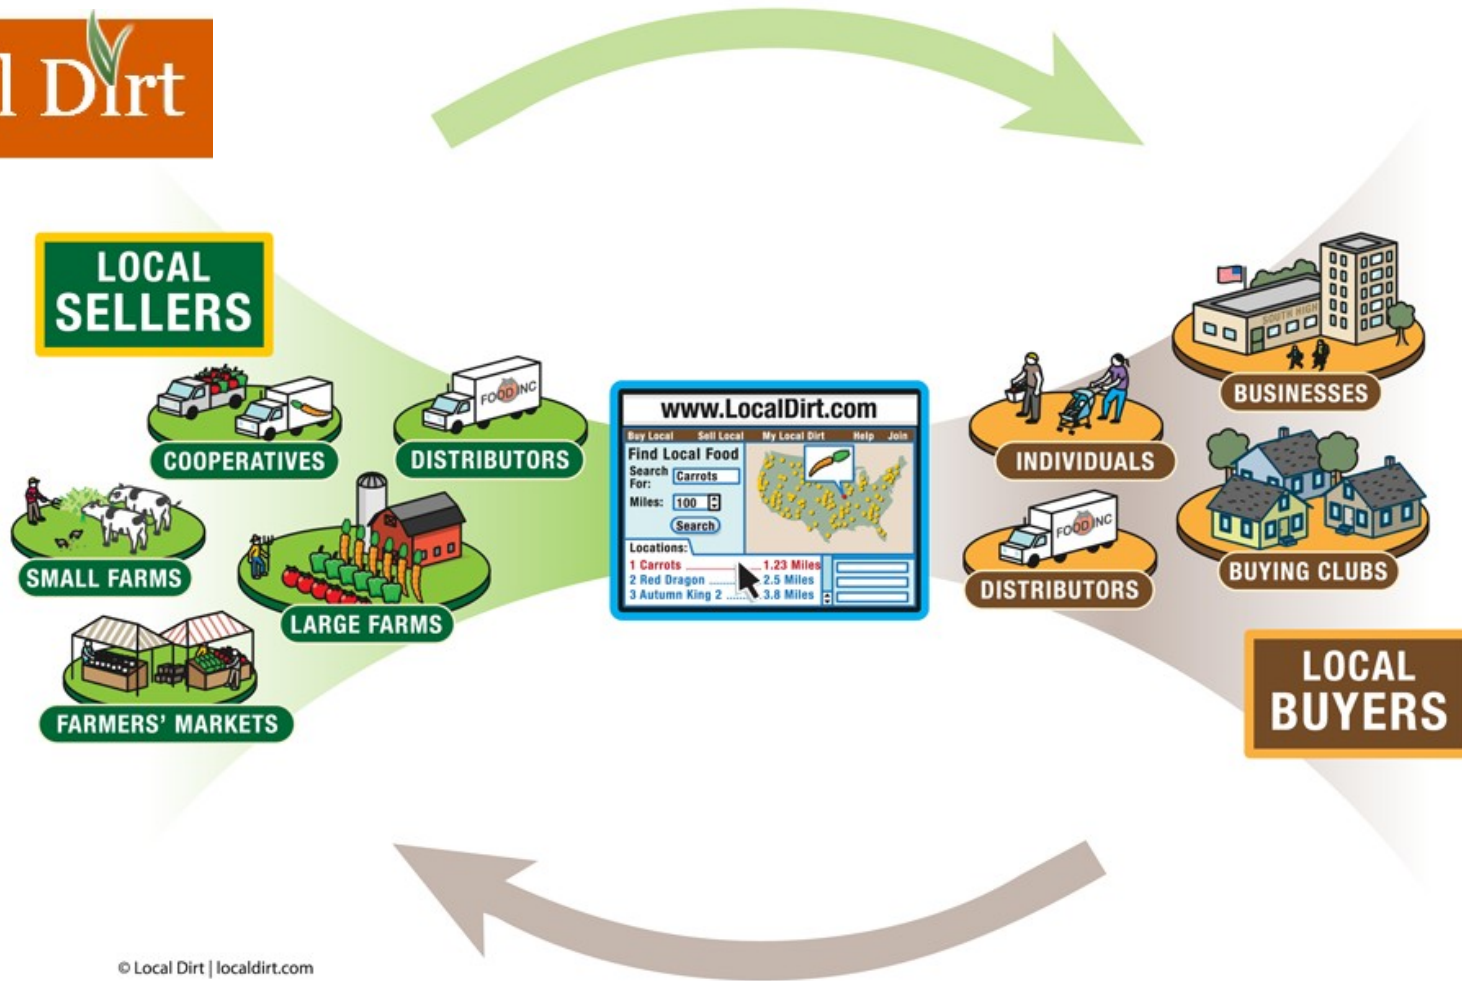 l Dirt
LOCAL
SELLERS
COOPERATIVES
FOOD INC
DISTRIBUTORS
SMALL FARMS
LARGE FARMS
FARMERS' MARKETS
www.LocalDirt.com
Buy Local Sell Local My Local Dirt Help Join
Find Local Food
Search
For: Carrots
Miles: 100
Search
Locations:
1 Carrots ........ 1.23 Miles
2 Red Dragon ........ 2.5 Miles
3 Autumn King 2 ........ 3.8 Miles
SOUTH HIGH
BUSINESSES
INDIVIDUALS
FOOD INC
DISTRIBUTORS
BUYING CLUBS
LOCAL
BUYERS
© Local Dirt | localdirt.com